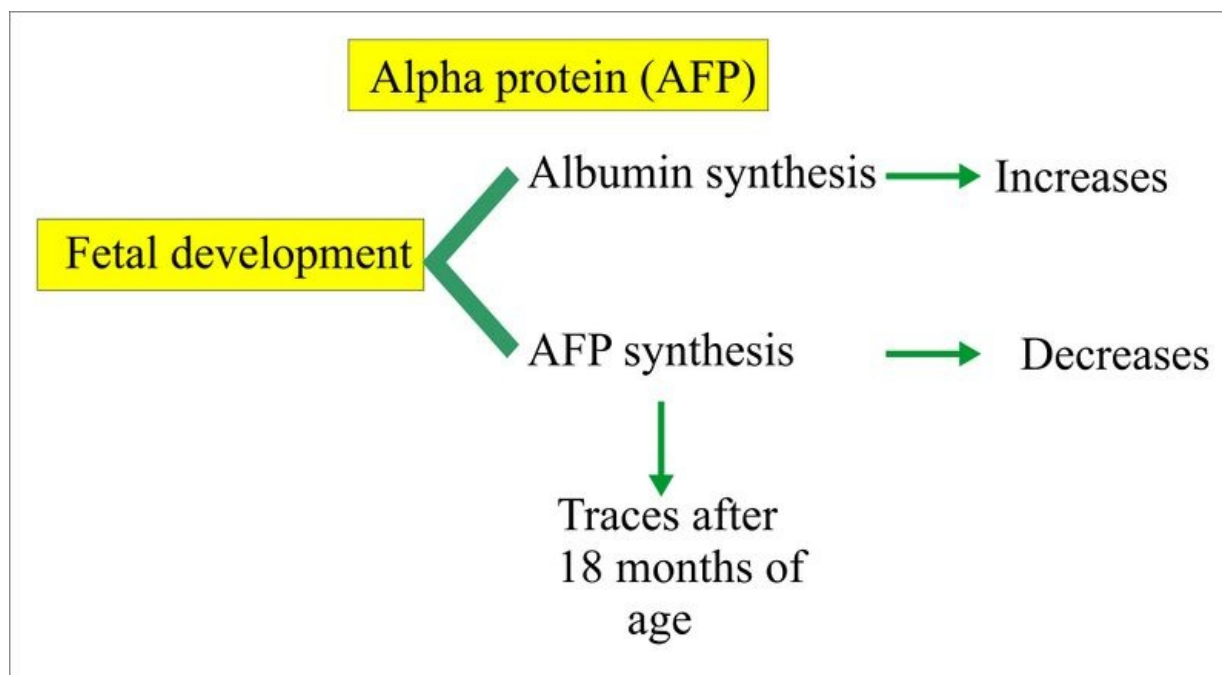 Alpha protein (AFP)
Albumin synthesis
Increases
Fetal development
AFP synthesis
Decreases
Traces after
18 months of
age